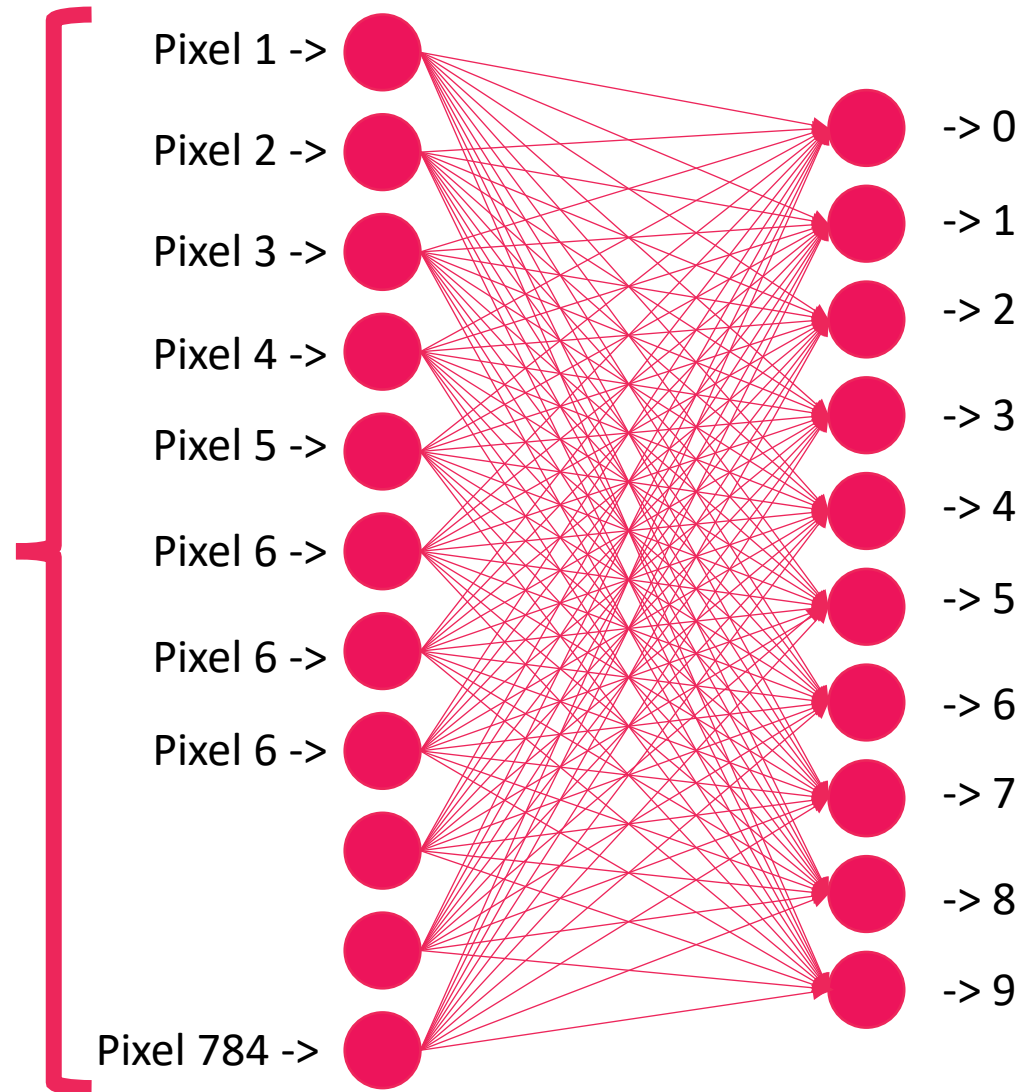 Pixel 1 ->
Pixel 2 ->
Pixel 3 ->
Pixel 4 ->
Pixel 5 ->
Pixel 6 ->
Pixel 6 ->
Pixel 6 ->
Pixel 784 ->
-> 0
-> 1
-> 2
-> 3
-> 4
-> 5
-> 6
-> 7
-> 8
-> 9